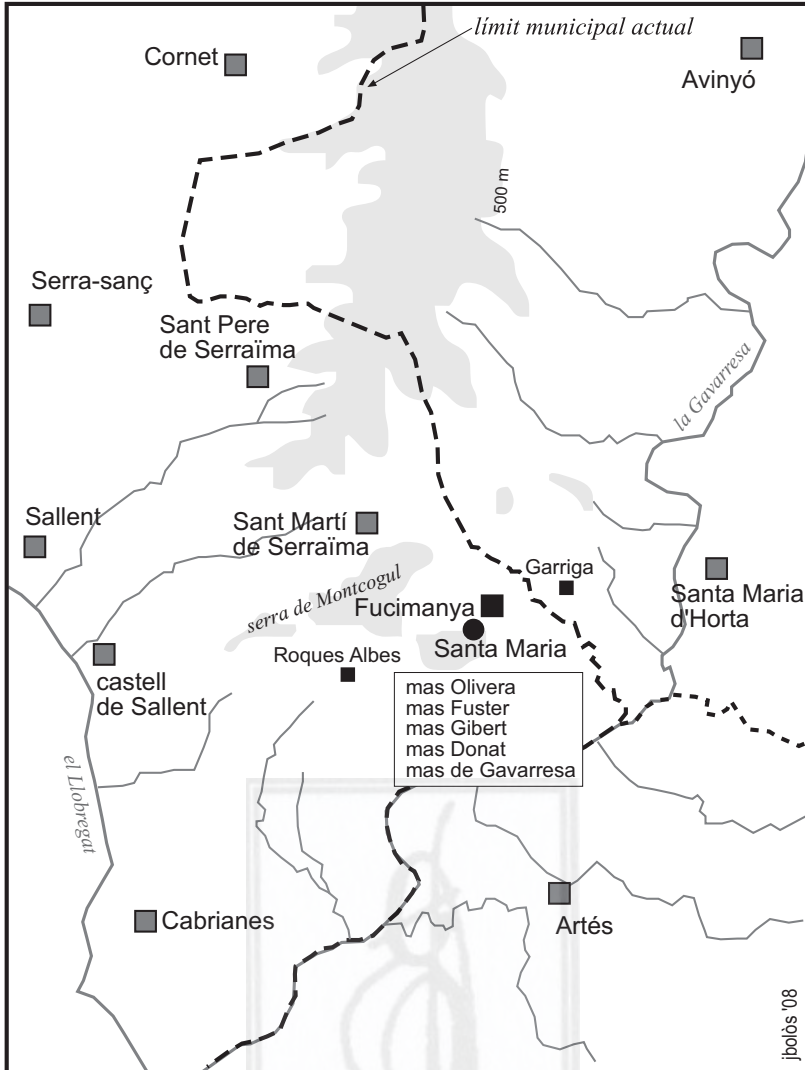 límit municipal actual
Cornet
Avinyó
500 m
Serra-sanç
Sant Pere
de Serraïma
la Gavarresa
Sallent
Sant Martí
de Serraïma
Garriga
Santa Maria
d'Horta
serra de Montcogul
Fucimanya
Santa Maria
Roques Albes
castell
de Sallent
mas Olivera
mas Fuster
mas Gibert
mas Donat
mas de Gavarresa
el Llobregat
Cabrianes
Artés
jbolòs '08